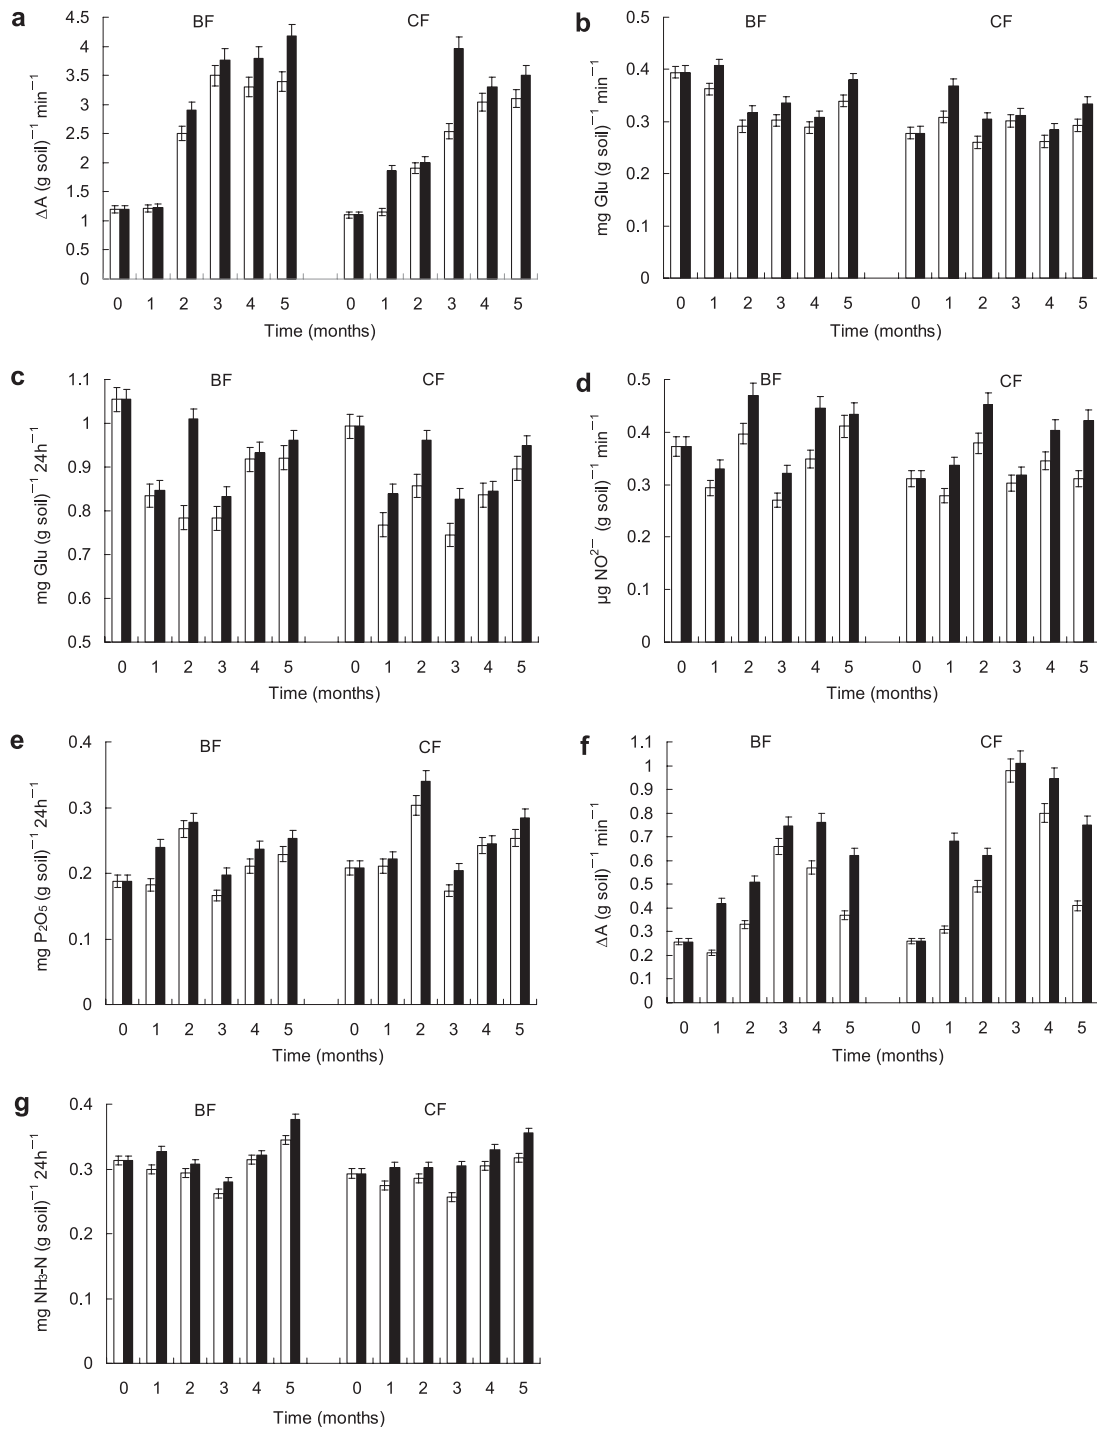 a
BF
CF
ΔA (g soil)⁻¹ min⁻¹
4.5
4
3.5
3
2.5
2
1.5
1
0.5
0
0 1 2 3 4 5 0 1 2 3 4 5
Time (months)
b
BF
CF
mg Glu (g soil)⁻¹ min⁻¹
0.5
0.4
0.3
0.2
0.1
0
0 1 2 3 4 5 0 1 2 3 4 5
Time (months)
c
BF
CF
mg Glu (g soil)⁻¹ 24h⁻¹
1.1
1
0.9
0.8
0.7
0.6
0.5
0 1 2 3 4 5 0 1 2 3 4 5
Time (months)
d
BF
CF
µg NO²⁻ (g soil)⁻¹ min⁻¹
0.5
0.4
0.3
0.2
0.1
0
0 1 2 3 4 5 0 1 2 3 4 5
Time (months)
e
BF
CF
mg P₂O₅ (g soil)⁻¹ 24h⁻¹
0.4
0.3
0.2
0.1
0
0 1 2 3 4 5 0 1 2 3 4 5
Time (months)
f
BF
CF
ΔA (g soil)⁻¹ min⁻¹
1.1
1
0.9
0.8
0.7
0.6
0.5
0.4
0.3
0.2
0.1
0
0 1 2 3 4 5 0 1 2 3 4 5
Time (months)
g
BF
CF
mg NH₃-N (g soil)⁻¹ 24h⁻¹
0.4
0.3
0.2
0.1
0
0 1 2 3 4 5 0 1 2 3 4 5
Time (months)